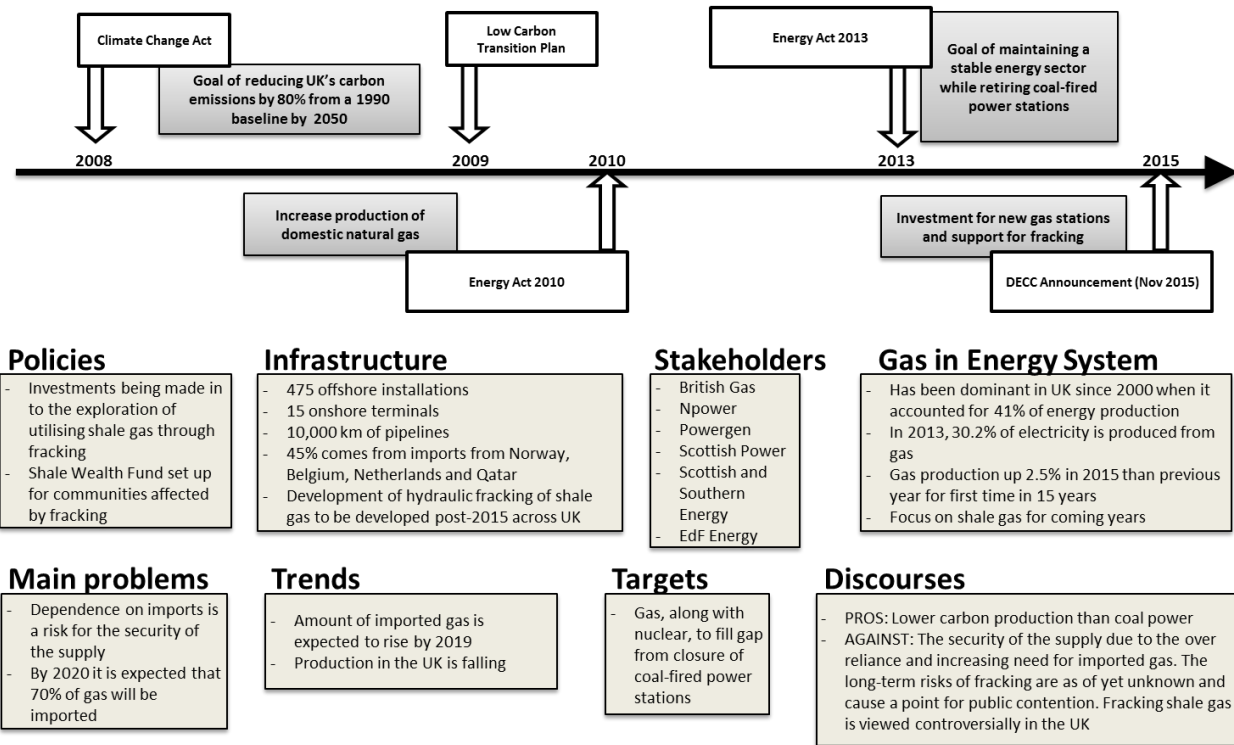 Climate Change Act
Goal of reducing UK's carbon
emissions by 80% from a 1990
baseline by 2050
Low Carbon
Transition Plan
Energy Act 2013
Goal of maintaining a
stable energy sector
while retiring coal-fired
power stations
2008
2009
2010
2013
2015
Increase production of
domestic natural gas
Energy Act 2010
Investment for new gas stations
and support for fracking
DECC Announcement (Nov 2015)
Policies
- Investments being made in
to the exploration of
utilising shale gas through
fracking
- Shale Wealth Fund set up
for communities affected
by fracking
Infrastructure
- 475 offshore installations
- 15 onshore terminals
- 10,000 km of pipelines
- 45% comes from imports from Norway,
Belgium, Netherlands and Qatar
- Development of hydraulic fracking of shale
gas to be developed post-2015 across UK
Stakeholders
- British Gas
- Npower
- Powergen
- Scottish Power
- Scottish and
Southern
Energy
- EdF Energy
Gas in Energy System
- Has been dominant in UK since 2000 when it
accounted for 41% of energy production
- In 2013, 30.2% of electricity is produced from
gas
- Gas production up 2.5% in 2015 than previous
year for first time in 15 years
- Focus on shale gas for coming years
Main problems
- Dependence on imports is
a risk for the security of
the supply
- By 2020 it is expected that
70% of gas will be
imported
Trends
- Amount of imported gas is
expected to rise by 2019
- Production in the UK is falling
Targets
- Gas, along with
nuclear, to fill gap
from closure of
coal-fired power
stations
Discourses
- PROS: Lower carbon production than coal power
- AGAINST: The security of the supply due to the over
reliance and increasing need for imported gas. The
long-term risks of fracking are as of yet unknown and
cause a point for public contention. Fracking shale gas
is viewed controversially in the UK